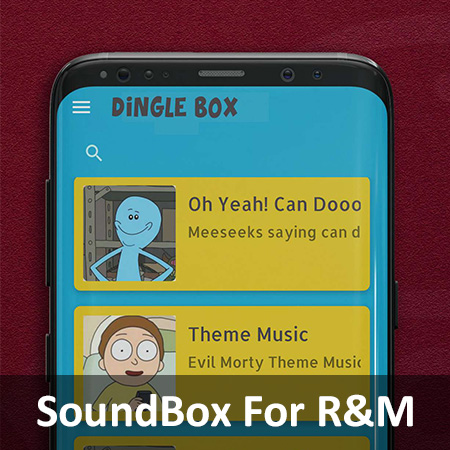 DiNGLE BOX
Oh Yeah! Can Dooo
Meeseeks saying can d
Theme Music
Evil Morty Theme Music
SoundBox For R&M